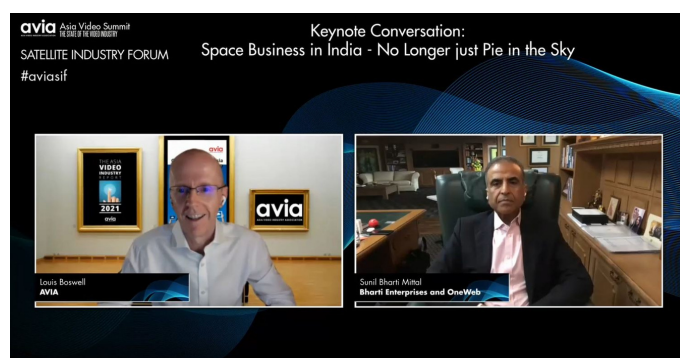 avia Asia Video Summit
THE STATE OF THE VIDEO INDUSTRY
SATELLITE INDUSTRY FORUM
#aviasif
Keynote Conversation:
Space Business in India - No Longer just Pie in the Sky
THE ASIA
VIDEO
INDUSTRY
REPORT
2021
avia
avia
avia
Louis Boswell
AVIA
Sunil Bharti Mittal
Bharti Enterprises and OneWeb